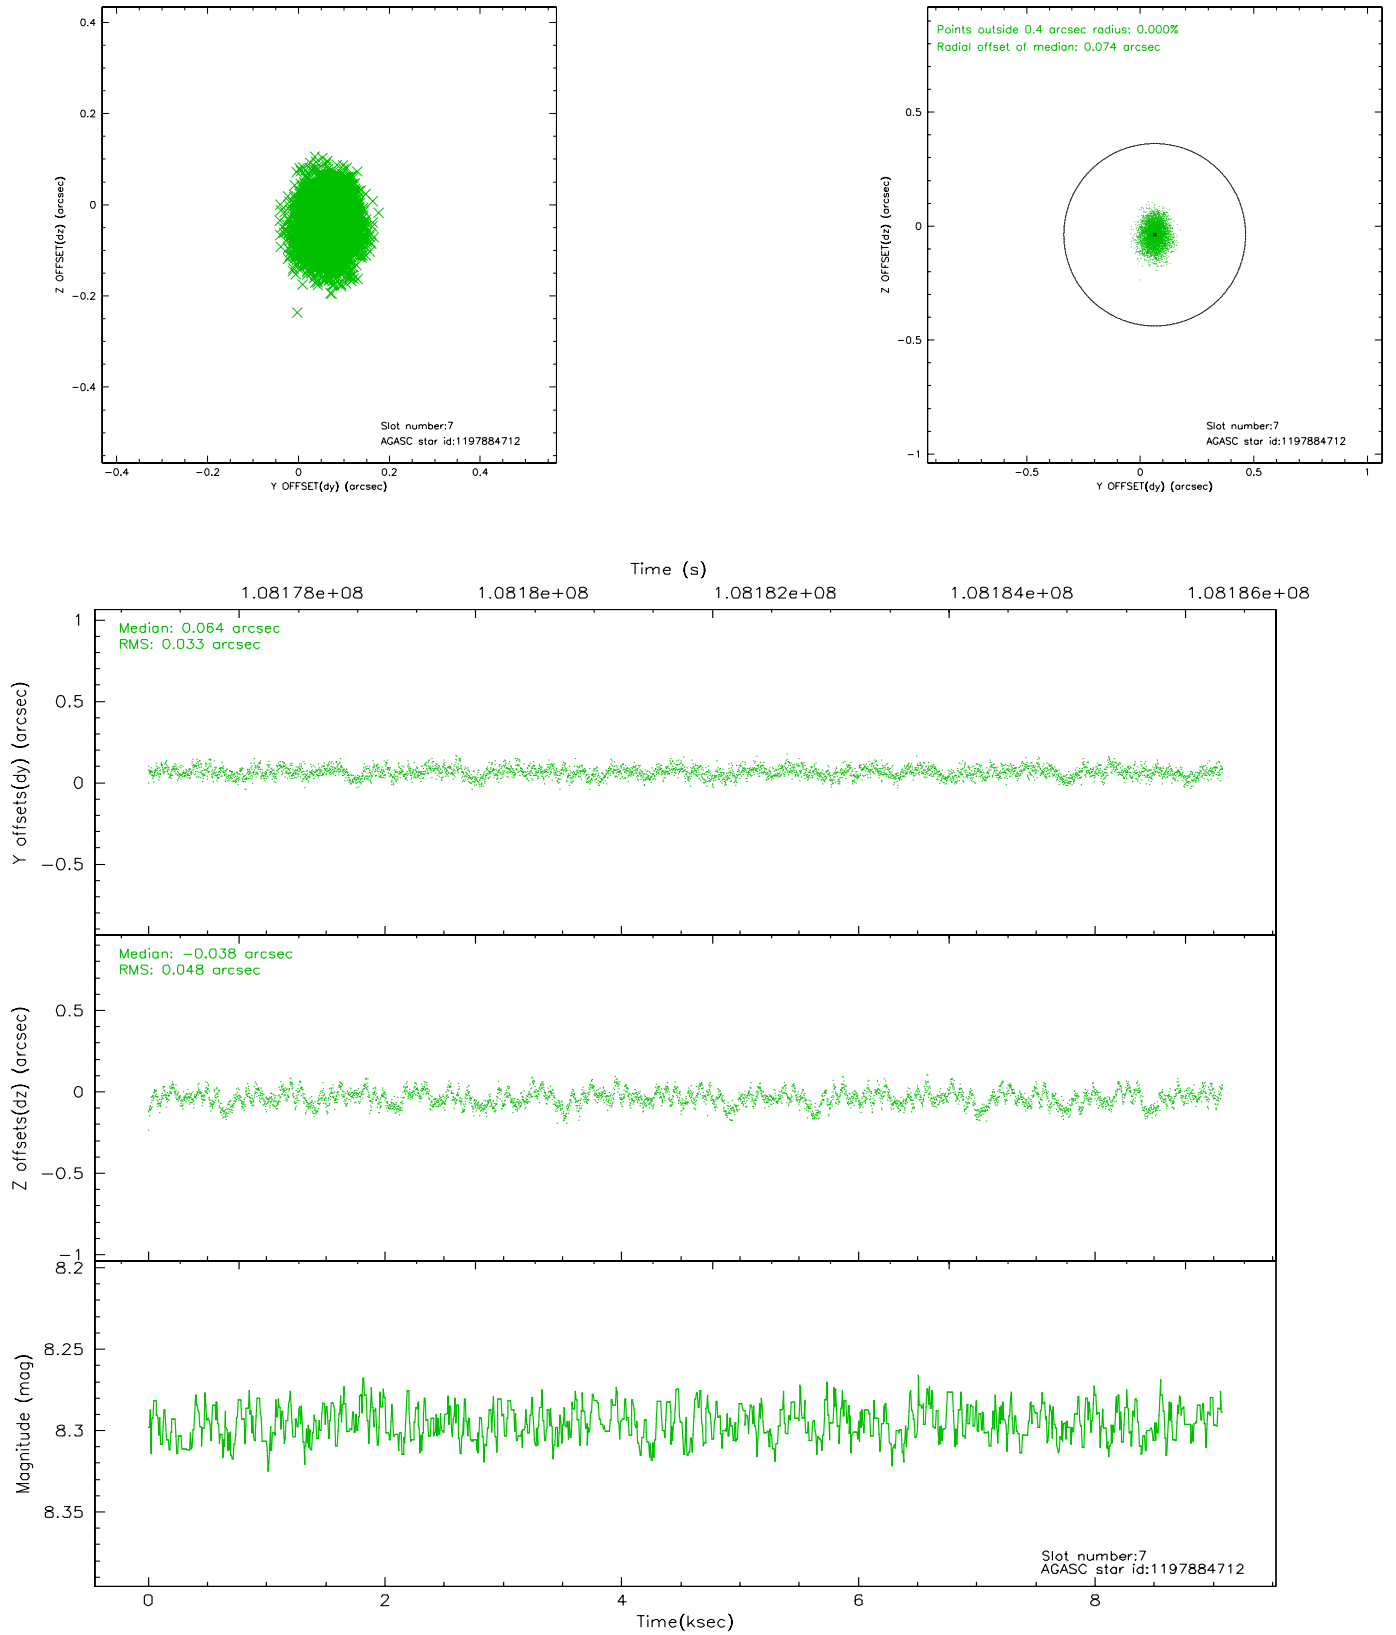 0.4
0.2
0
−0.2
−0.4
Z OFFSET(dz) (arcsec)
Slot number:7
AGASC star id:1197884712
−0.4
−0.2
0
0.2
0.4
Y OFFSET(dy) (arcsec)
Points outside 0.4 arcsec radius: 0.000%
Radial offset of median: 0.074 arcsec
0.5
0
−0.5
−1
Z OFFSET(dz) (arcsec)
Slot number:7
AGASC star id:1197884712
−0.5
0
0.5
1
Y OFFSET(dy) (arcsec)
Time (s)
1.08178e+08
1.0818e+08
1.08182e+08
1.08184e+08
1.08186e+08
Median: 0.064 arcsec
RMS: 0.033 arcsec
1
0.5
0
−0.5
Y offsets(dy) (arcsec)
Median: −0.038 arcsec
RMS: 0.048 arcsec
0.5
0
−0.5
−1
Z offsets(dz) (arcsec)
8.2
8.25
8.3
8.35
Magnitude (mag)
Slot number:7
AGASC star id:1197884712
0
2
4
6
8
Time(ksec)